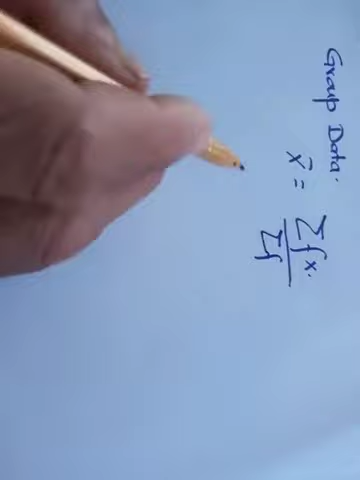 Group Data.
x̄ = Σfx. / Σf